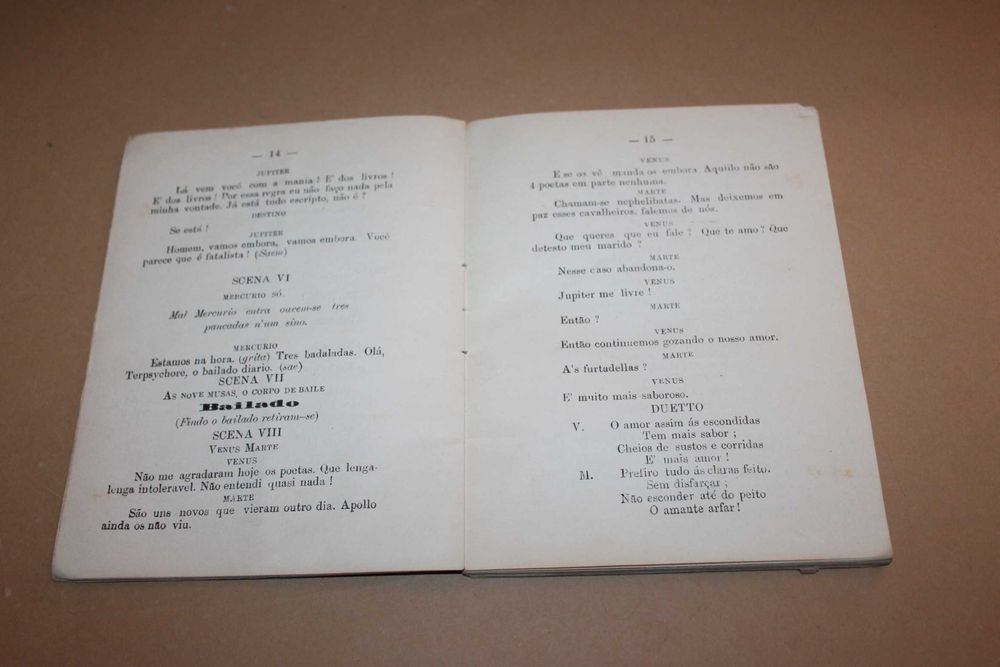 — 14 —
JUPITER
Lá vem você com a mania ! E' dos livros !
E' dos livros ! Por essa regra eu não faço nada pela
minha vontade. Já está tudo escripto, não é ?
DESTINO
Se está !
JUPITER
Homem, vamos embora, vamos embora. Você
parece que é fatalista ! (Saem)
SCENA VI
MERCURIO SÓ.
Mal Mercurio entra ouvem-se tres
pancadas n'um sino.
MERCURIO
Estamos na hora. (grita) Tres badaladas. Olá,
Terpsychore, o bailado diario. (sae)
SCENA VII
AS NOVE MUSAS, O CORPO DE BAILE
Bailado
(Findo o bailado retiram-se)
SCENA VIII
VENUS MARTE
VENUS
Não me agradaram hoje os poetas. Que lenga-
lenga intoleravel. Não entendi quasi nada !
MARTE
São uns novos que vieram outro dia. Apollo
ainda os não viu.
— 15 —
VENUS
E se os vê manda os embora Aquillo não são
4 poetas em parte nenhuma.
MARTE
Chamam-se nephelibatas. Mas deixemos em
paz esses cavalheiros, falemos de nós.
VENUS
Que queres que eu fale ? Que te amo ? Que
detesto meu marido ?
MARTE
Nesse caso abandona-o.
VENUS
Jupiter me livre !
MARTE
Então ?
VENUS
Então continuemos gozando o nosso amor.
MARTE
A's furtadellas ?
VENUS
E' muito mais saboroso.
DUETTO
V. O amor assim ás escondidas
Tem mais sabor ;
Cheios de sustos e corridas
E' mais amor !
M. Prefiro tudo ás claras feito.
Sem disfarçar ;
Não esconder até do peito
O amante arfar !